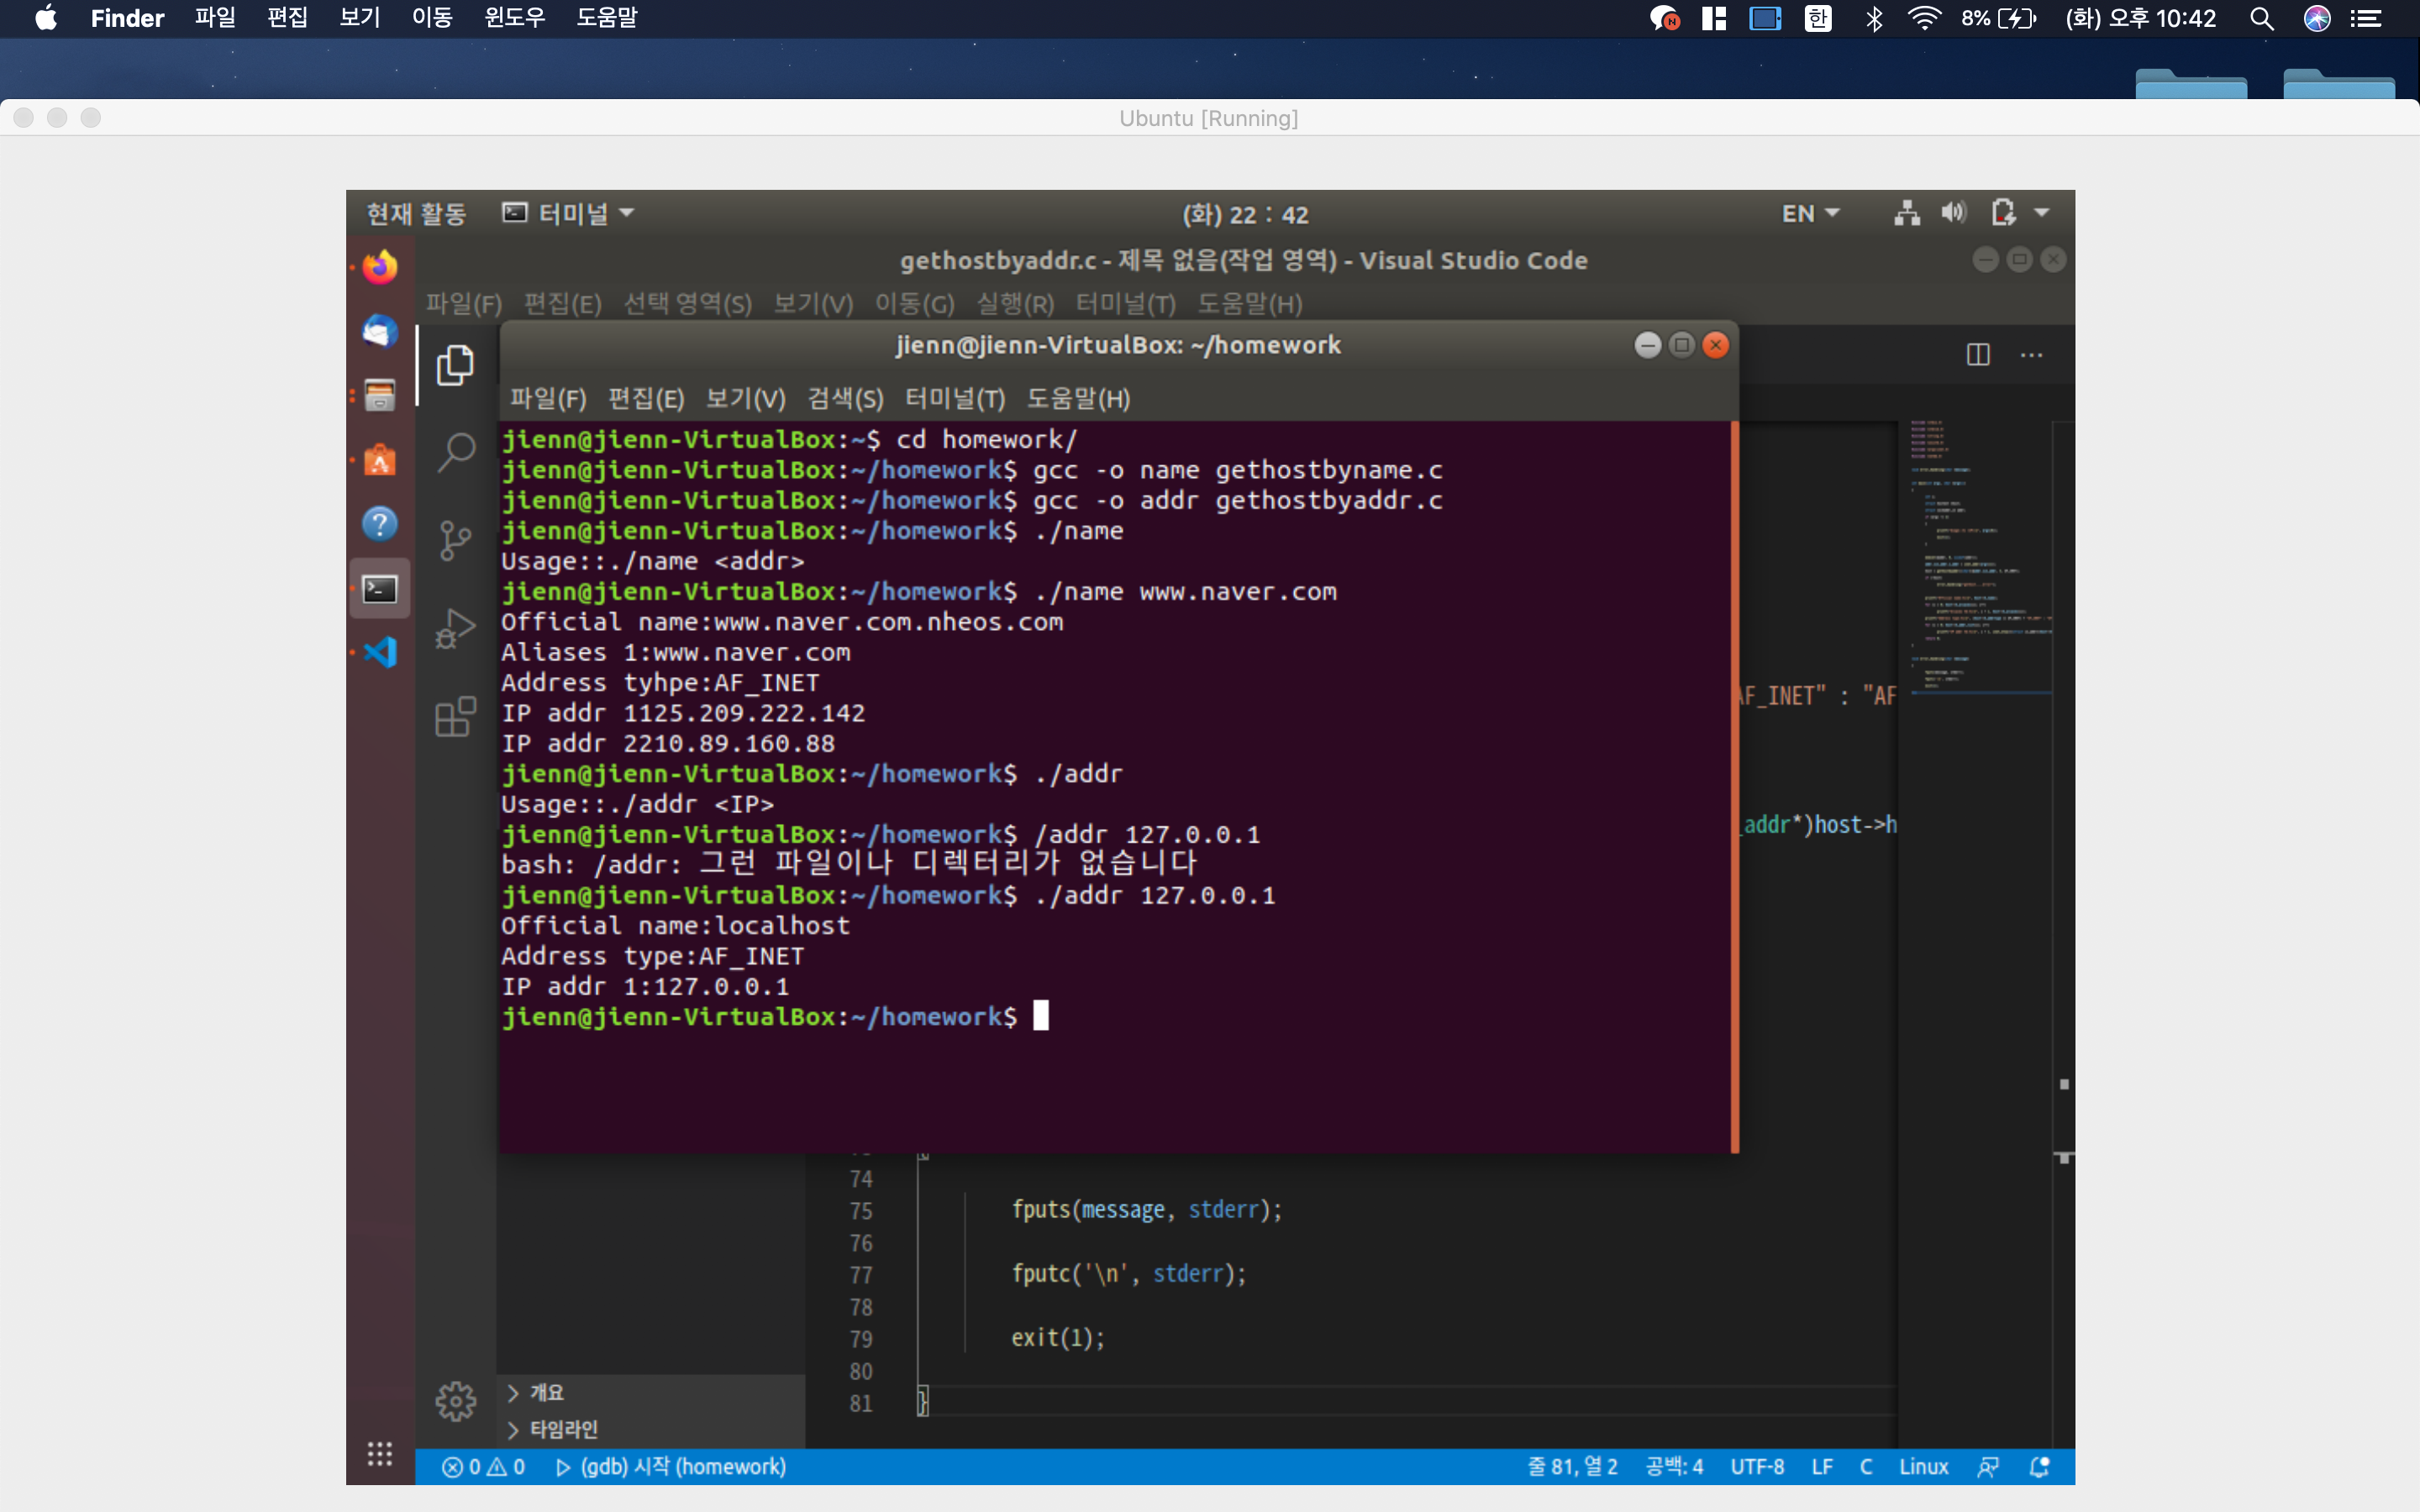 Finder 파일 편집 보기 이동 윈도우 도움말 한 8% (화) 오후 10:42
Ubuntu [Running]
현재 활동 터미널 (화) 22 : 42 EN
gethostbyaddr.c - 제목 없음(작업 영역) - Visual Studio Code
파일(F) 편집(E) 선택 영역(S) 보기(V) 이동(G) 실행(R) 터미널(T) 도움말(H)
jienn@jienn-VirtualBox: ~/homework
파일(F) 편집(E) 보기(V) 검색(S) 터미널(T) 도움말(H)
jienn@jienn-VirtualBox:~$ cd homework/
jienn@jienn-VirtualBox:~/homework$ gcc -o name gethostbyname.c
jienn@jienn-VirtualBox:~/homework$ gcc -o addr gethostbyaddr.c
jienn@jienn-VirtualBox:~/homework$ ./name
Usage::./name <addr>
jienn@jienn-VirtualBox:~/homework$ ./name www.naver.com
Official name:www.naver.com.nheos.com
Aliases 1:www.naver.com
Address tyhpe:AF_INET
IP addr 1125.209.222.142
IP addr 2210.89.160.88
jienn@jienn-VirtualBox:~/homework$ ./addr
Usage::./addr <IP>
jienn@jienn-VirtualBox:~/homework$ /addr 127.0.0.1
bash: /addr: 그런 파일이나 디렉터리가 없습니다
jienn@jienn-VirtualBox:~/homework$ ./addr 127.0.0.1
Official name:localhost
Address type:AF_INET
IP addr 1:127.0.0.1
jienn@jienn-VirtualBox:~/homework$
AF_INET" : "AF
_addr*)host->h
74
75 fputs(message, stderr);
76
77 fputc('\n', stderr);
78
79 exit(1);
80
81 }
개요
타임라인
0 0 (gdb) 시작 (homework) 줄 81, 열 2 공백: 4 UTF-8 LF C Linux